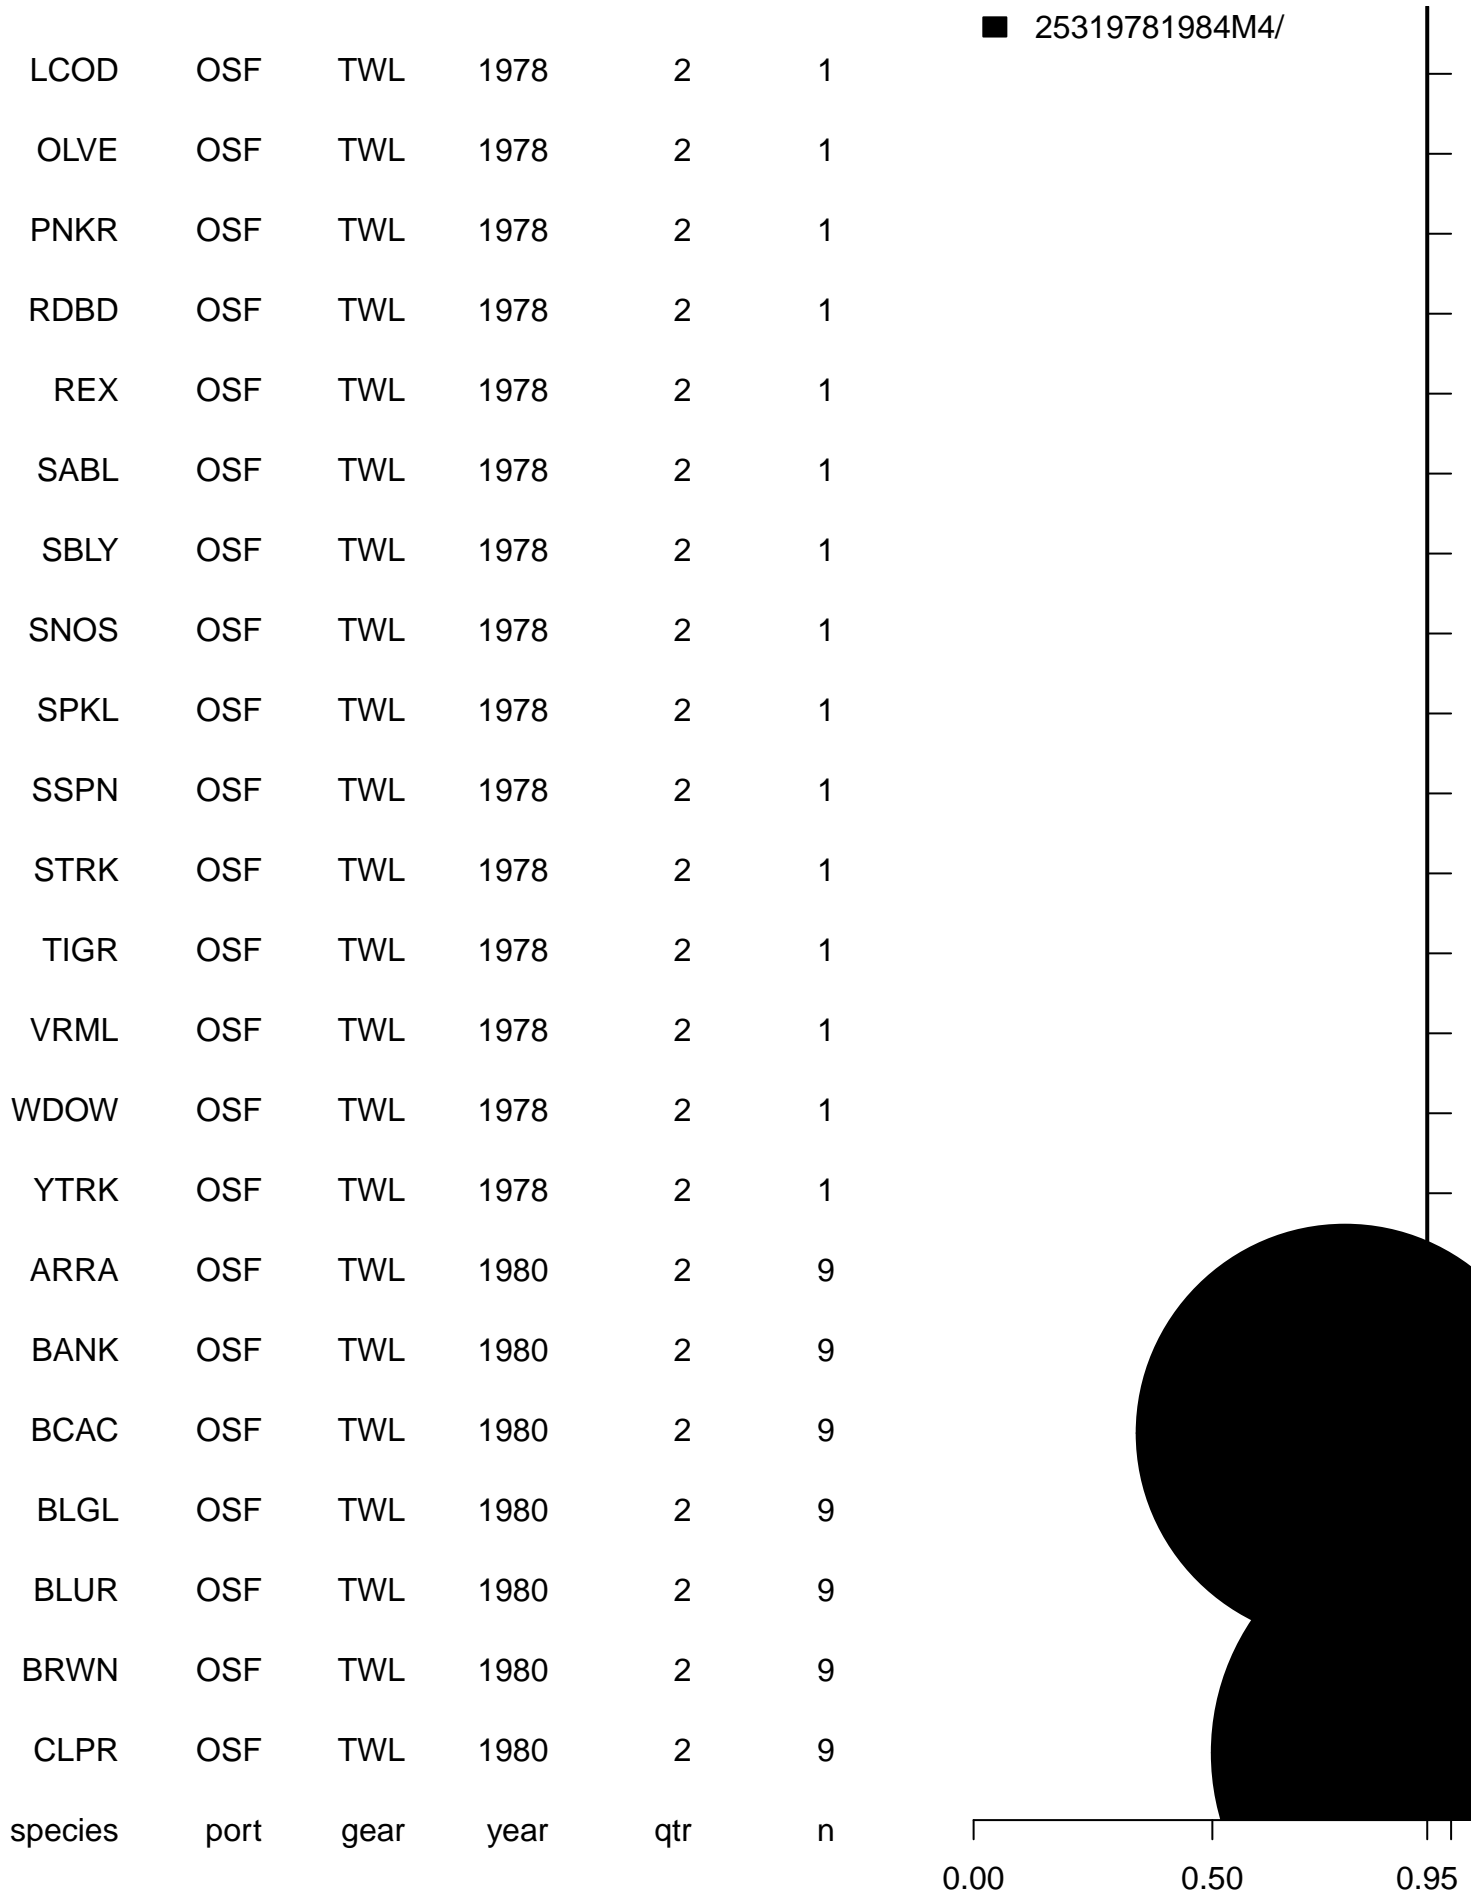 25319781984M4/
LCOD OSF TWL 1978 2 1
OLVE OSF TWL 1978 2 1
PNKR OSF TWL 1978 2 1
RDBD OSF TWL 1978 2 1
REX OSF TWL 1978 2 1
SABL OSF TWL 1978 2 1
SBLY OSF TWL 1978 2 1
SNOS OSF TWL 1978 2 1
SPKL OSF TWL 1978 2 1
SSPN OSF TWL 1978 2 1
STRK OSF TWL 1978 2 1
TIGR OSF TWL 1978 2 1
VRML OSF TWL 1978 2 1
WDOW OSF TWL 1978 2 1
YTRK OSF TWL 1978 2 1
ARRA OSF TWL 1980 2 9
BANK OSF TWL 1980 2 9
BCAC OSF TWL 1980 2 9
BLGL OSF TWL 1980 2 9
BLUR OSF TWL 1980 2 9
BRWN OSF TWL 1980 2 9
CLPR OSF TWL 1980 2 9
species port gear year qtr n
0.00 0.50 0.95